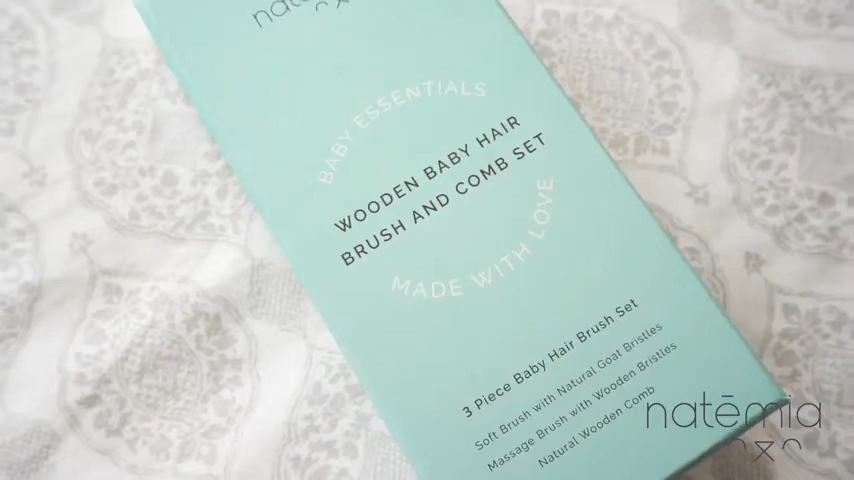 BABY ESSENTIALS
WOODEN BABY HAIR
BRUSH AND COMB SET
MADE WITH LOVE
3 Piece Baby Hair Brush Set
Soft Brush with Natural Goat Bristles
Massage Brush with Wooden Bristles
Natural Wooden Comb
natēmia